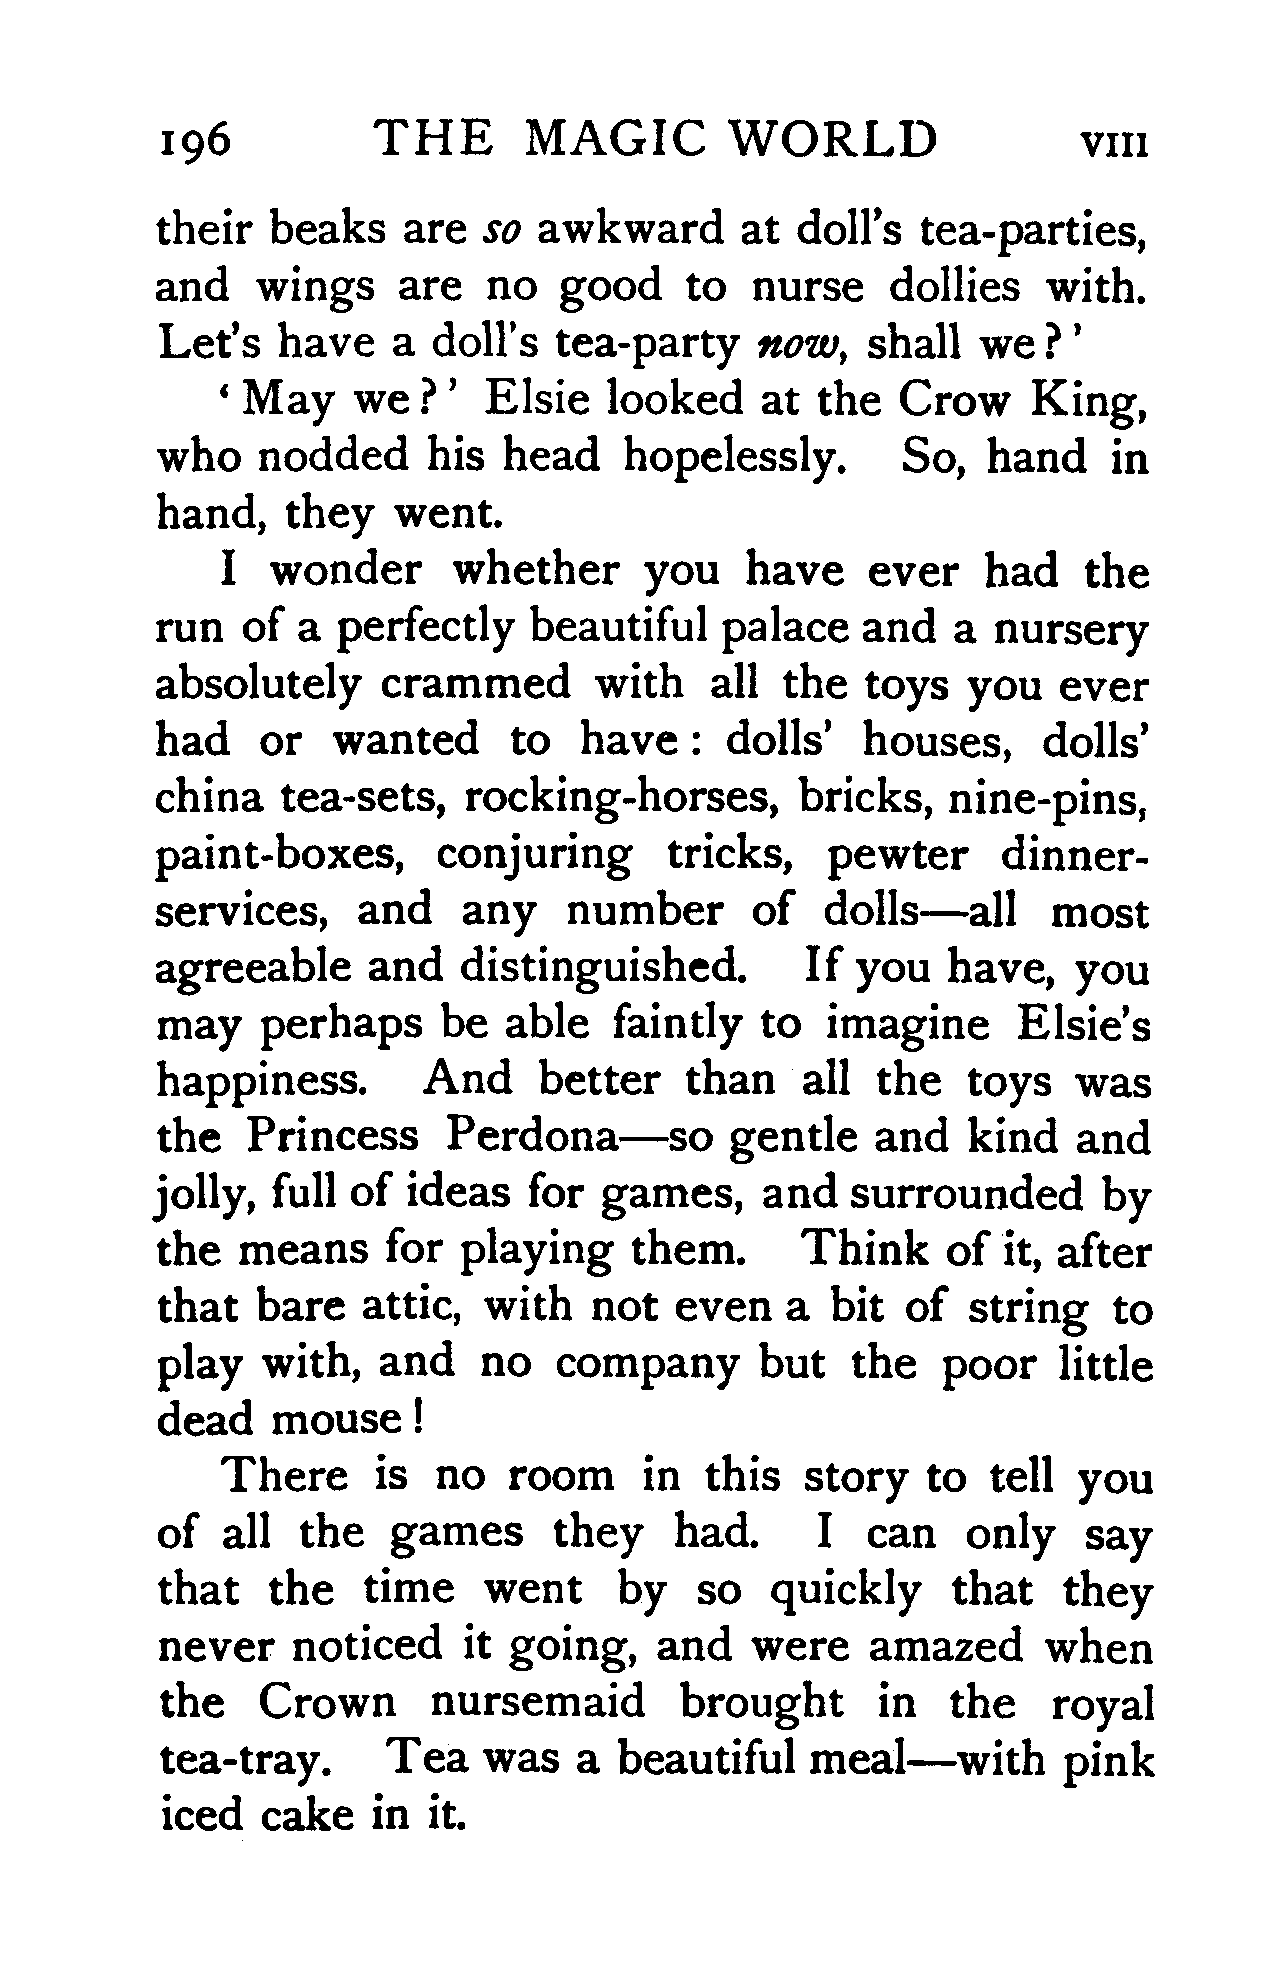 196 THE MAGIC WORLD VIII
their beaks are so awkward at doll's tea-parties,
and wings are no good to nurse dollies with.
Let's have a doll's tea-party now, shall we?'
'May we?' Elsie looked at the Crow King,
who nodded his head hopelessly. So, hand in
hand, they went.
I wonder whether you have ever had the
run of a perfectly beautiful palace and a nursery
absolutely crammed with all the toys you ever
had or wanted to have: dolls' houses, dolls'
china tea-sets, rocking-horses, bricks, nine-pins,
paint-boxes, conjuring tricks, pewter dinner-
services, and any number of dolls—all most
agreeable and distinguished. If you have, you
may perhaps be able faintly to imagine Elsie's
happiness. And better than all the toys was
the Princess Perdona—so gentle and kind and
jolly, full of ideas for games, and surrounded by
the means for playing them. Think of it, after
that bare attic, with not even a bit of string to
play with, and no company but the poor little
dead mouse!
There is no room in this story to tell you
of all the games they had. I can only say
that the time went by so quickly that they
never noticed it going, and were amazed when
the Crown nursemaid brought in the royal
tea-tray. Tea was a beautiful meal—with pink
iced cake in it.